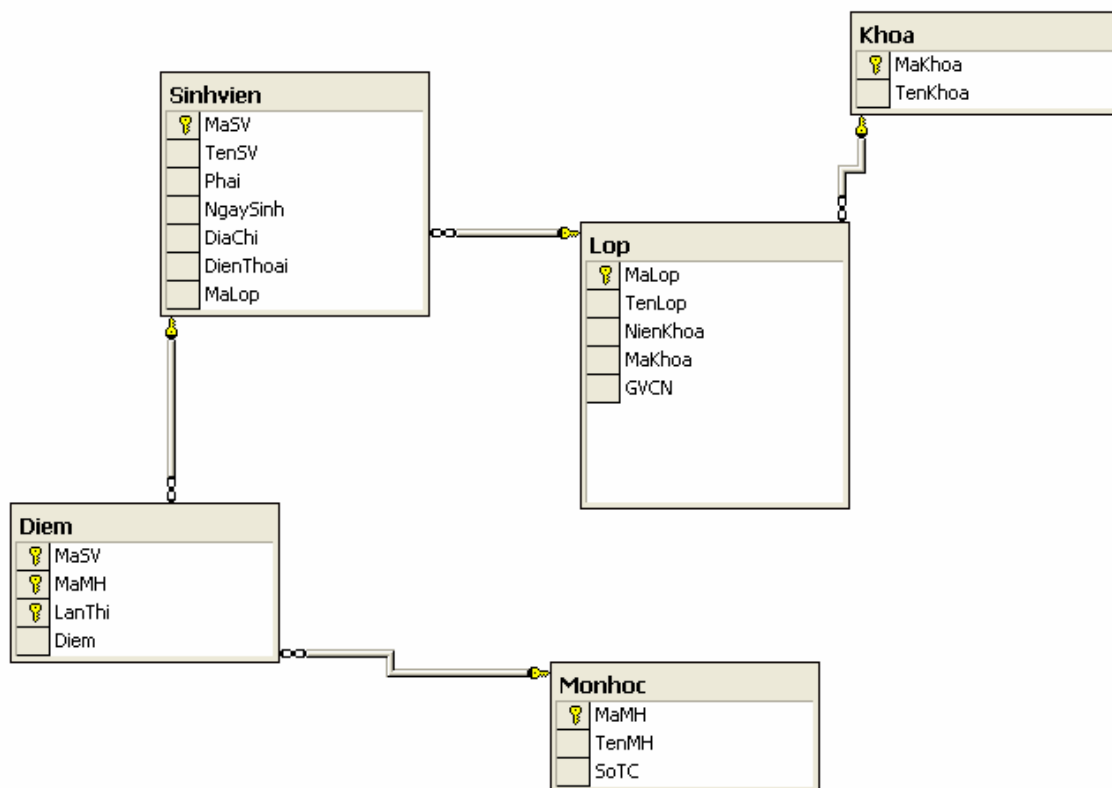 Khoa
MaKhoa
TenKhoa
Sinhvien
MaSV
TenSV
Phai
NgaySinh
DiaChi
DienThoai
MaLop
Lop
MaLop
TenLop
NienKhoa
MaKhoa
GVCN
Diem
MaSV
MaMH
LanThi
Diem
Monhoc
MaMH
TenMH
SoTC